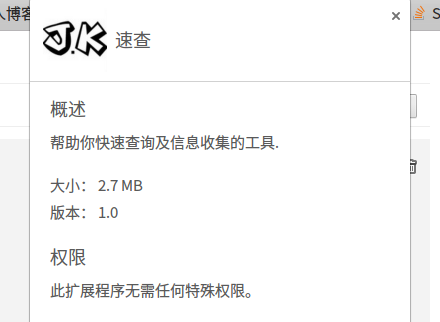 人博客
S
J.K 速查
×
概述
帮助你快速查询及信息收集的工具.
大小： 2.7 MB
版本： 1.0
权限
此扩展程序无需任何特殊权限。